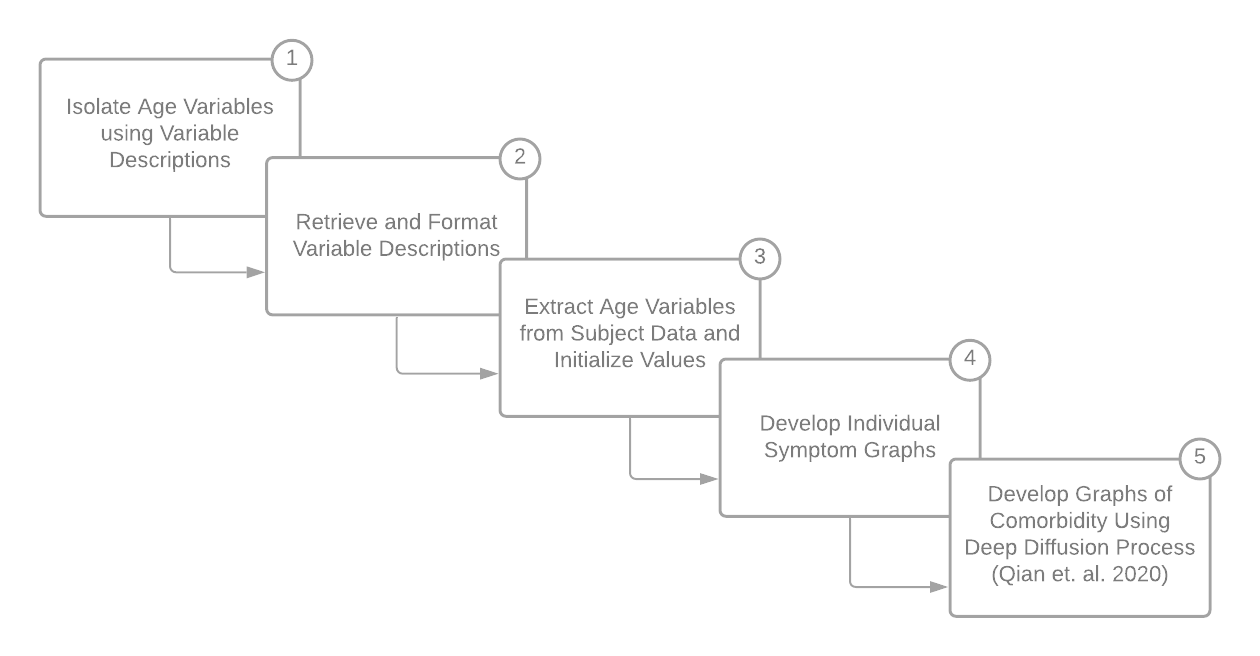 1
Isolate Age Variables
using Variable
Descriptions
2
Retrieve and Format
Variable Descriptions
3
Extract Age Variables
from Subject Data and
Initialize Values
4
Develop Individual
Symptom Graphs
5
Develop Graphs of
Comorbidity Using
Deep Diffusion Process
(Qian et. al. 2020)